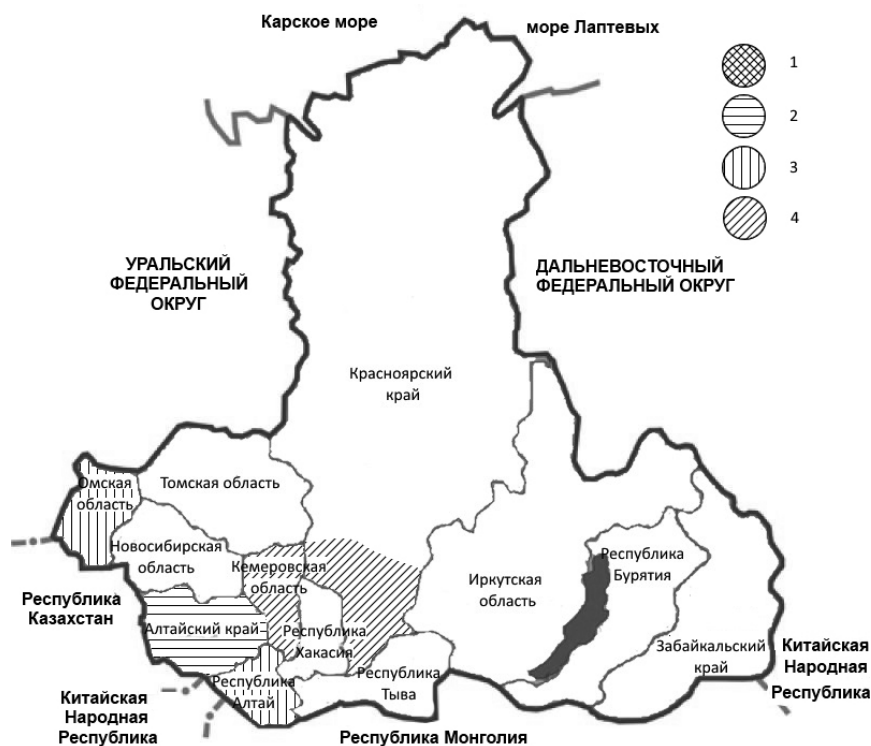 Карское море
море Лаптевых
1
2
3
4
УРАЛЬСКИЙ
ФЕДЕРАЛЬНЫЙ
ОКРУГ
ДАЛЬНЕВОСТОЧНЫЙ
ФЕДЕРАЛЬНЫЙ ОКРУГ
Красноярский
край
Омская
область
Томская область
Новосибирская
область
Кемеровская
область
Иркутская
область
Республика
Бурятия
Республика
Казахстан
Алтайский край
Республика
Хакасия
Забайкальский
край
Китайская
Народная
Республика
Республика
Алтай
Республика
Тыва
Китайская
Народная
Республика
Республика Монголия